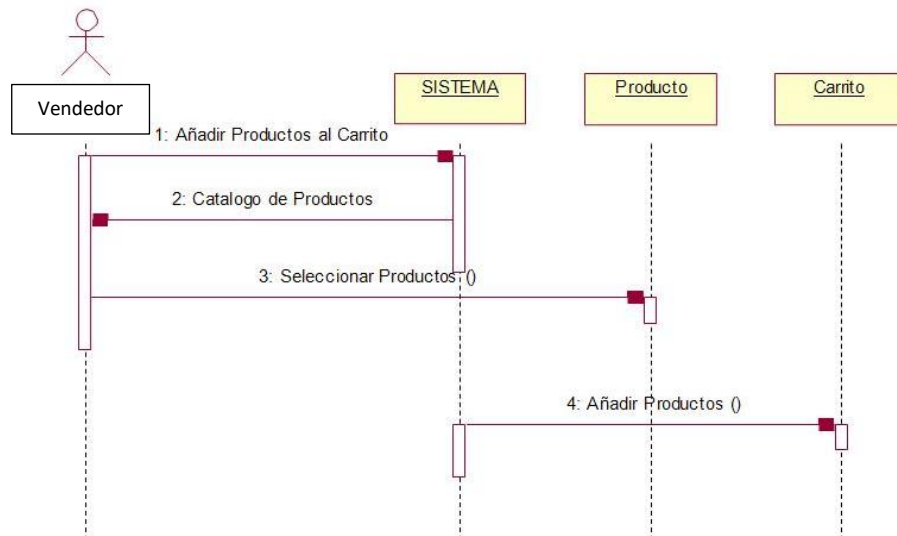 SISTEMA
Producto
Carrito
Vendedor
1: Añadir Productos al Carrito
2: Catalogo de Productos
3: Seleccionar Productos ()
4: Añadir Productos ()